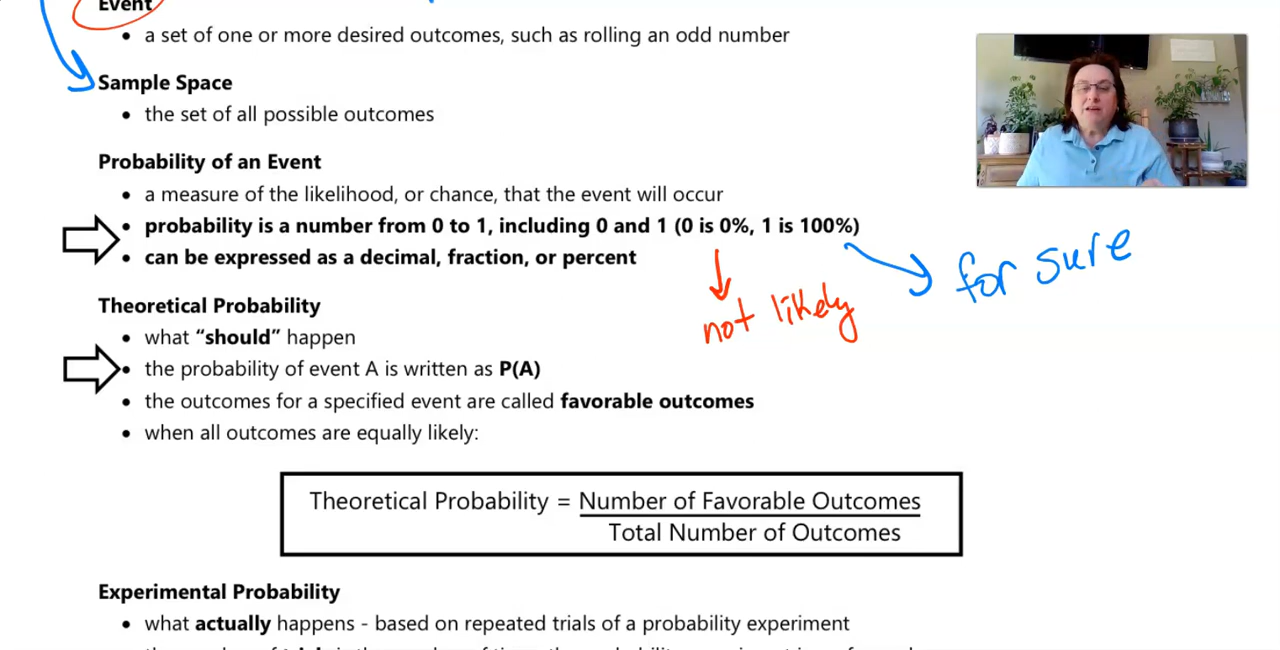 Event
• a set of one or more desired outcomes, such as rolling an odd number
Sample Space
• the set of all possible outcomes
Probability of an Event
• a measure of the likelihood, or chance, that the event will occur
• probability is a number from 0 to 1, including 0 and 1 (0 is 0%, 1 is 100%)
• can be expressed as a decimal, fraction, or percent
for sure
not likely
Theoretical Probability
• what “should” happen
• the probability of event A is written as P(A)
• the outcomes for a specified event are called favorable outcomes
• when all outcomes are equally likely:
Theoretical Probability = Number of Favorable Outcomes
Total Number of Outcomes
Experimental Probability
• what actually happens - based on repeated trials of a probability experiment